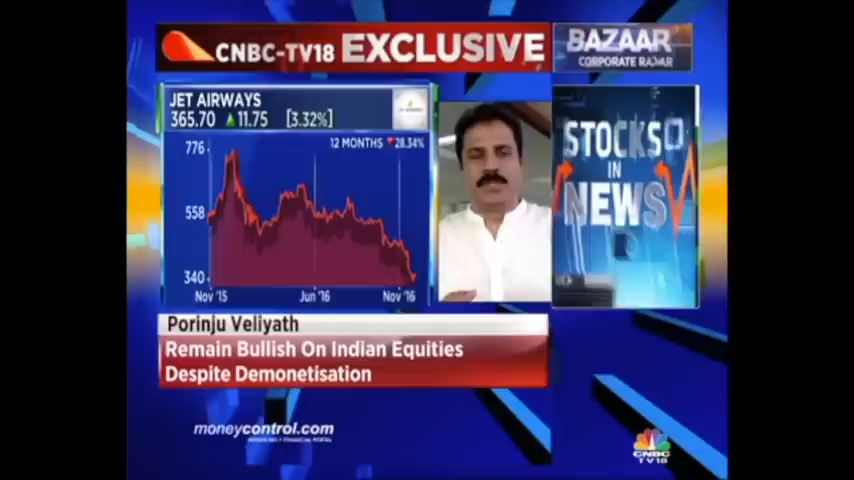 CNBC-TV18 EXCLUSIVE
BAZAAR
CORPORATE RADAR
JET AIRWAYS
365.70 ▲ 11.75 [3.32%]
12 MONTHS ▼28.34%
776
558
340
Nov '15 Jun '16 Nov '16
STOCKS
IN
NEWS
Porinju Veliyath
Remain Bullish On Indian Equities
Despite Demonetisation
moneycontrol.com
CNBC
TV18